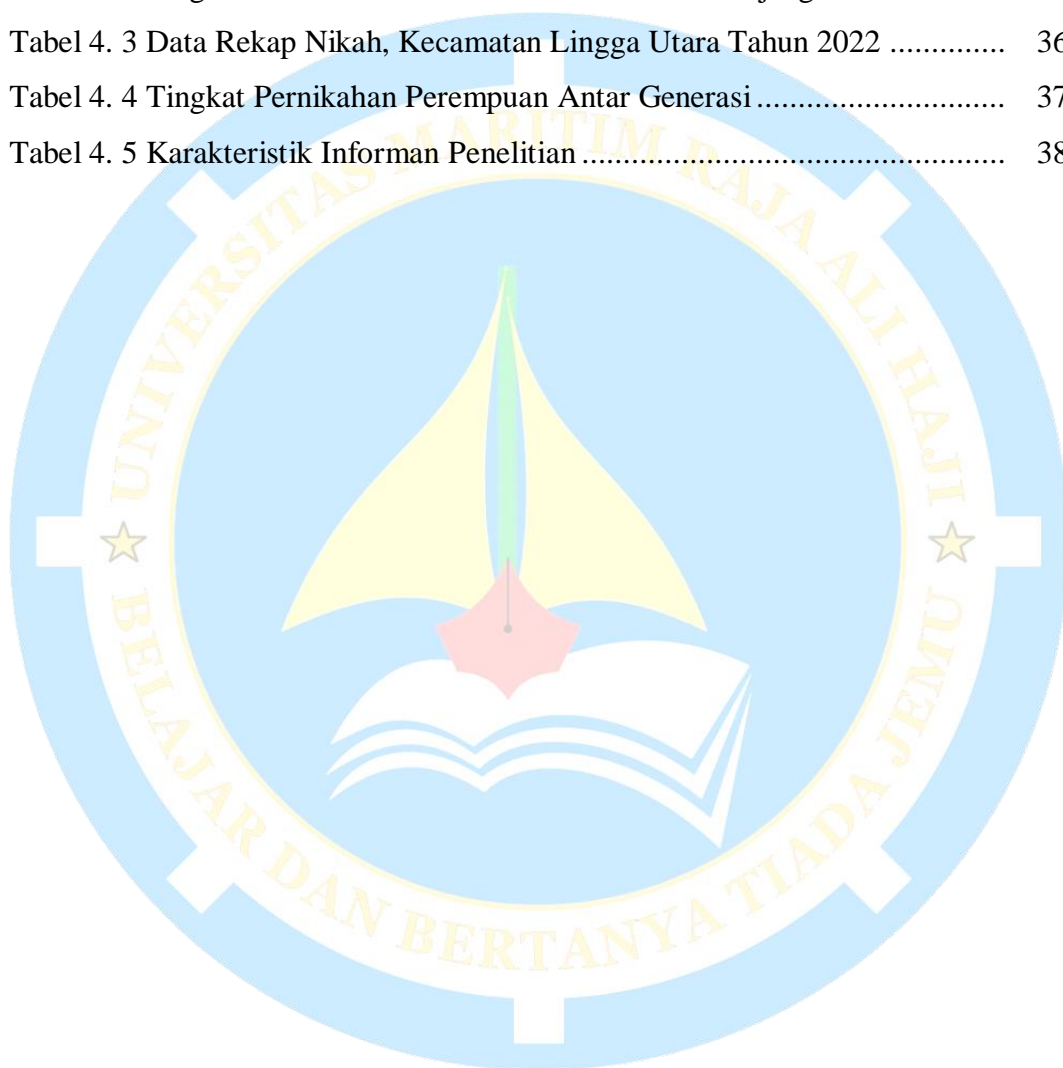 Tabel 4. 3 Data Rekap Nikah, Kecamatan Lingga Utara Tahun 2022 .............. 36
Tabel 4. 4 Tingkat Pernikahan Perempuan Antar Generasi ............................ 37
Tabel 4. 5 Karakteristik Informan Penelitian ................................................ 38
UNIVERSITAS MARITIM RAJA ALI HAJI
BELAJAR DAN BERTANYA TIADA JEMU